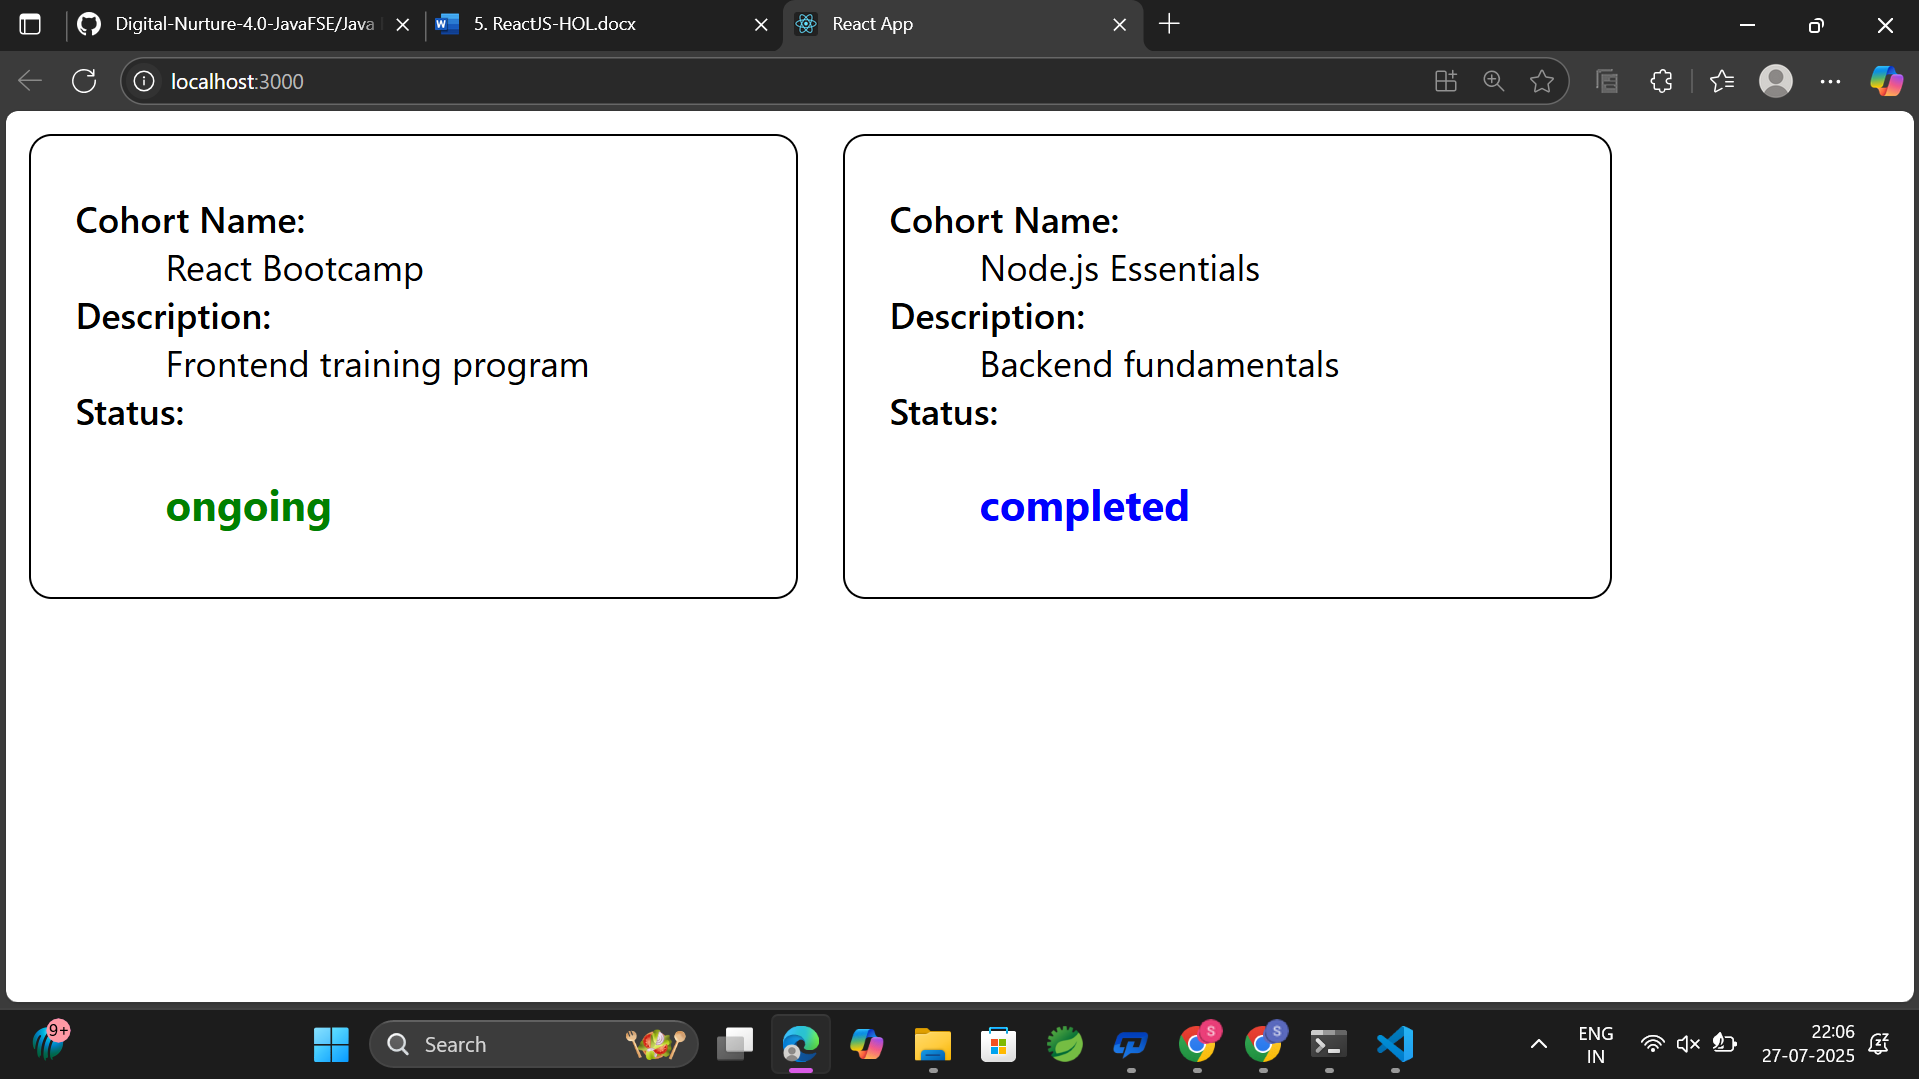 Digital-Nurture-4.0-JavaFSE/Java
5. ReactJS-HOL.docx
React App
localhost:3000
Cohort Name:
React Bootcamp
Description:
Frontend training program
Status:
ongoing
Cohort Name:
Node.js Essentials
Description:
Backend fundamentals
Status:
completed
9+
Search
S
S
ENG
IN
22:06
27-07-2025